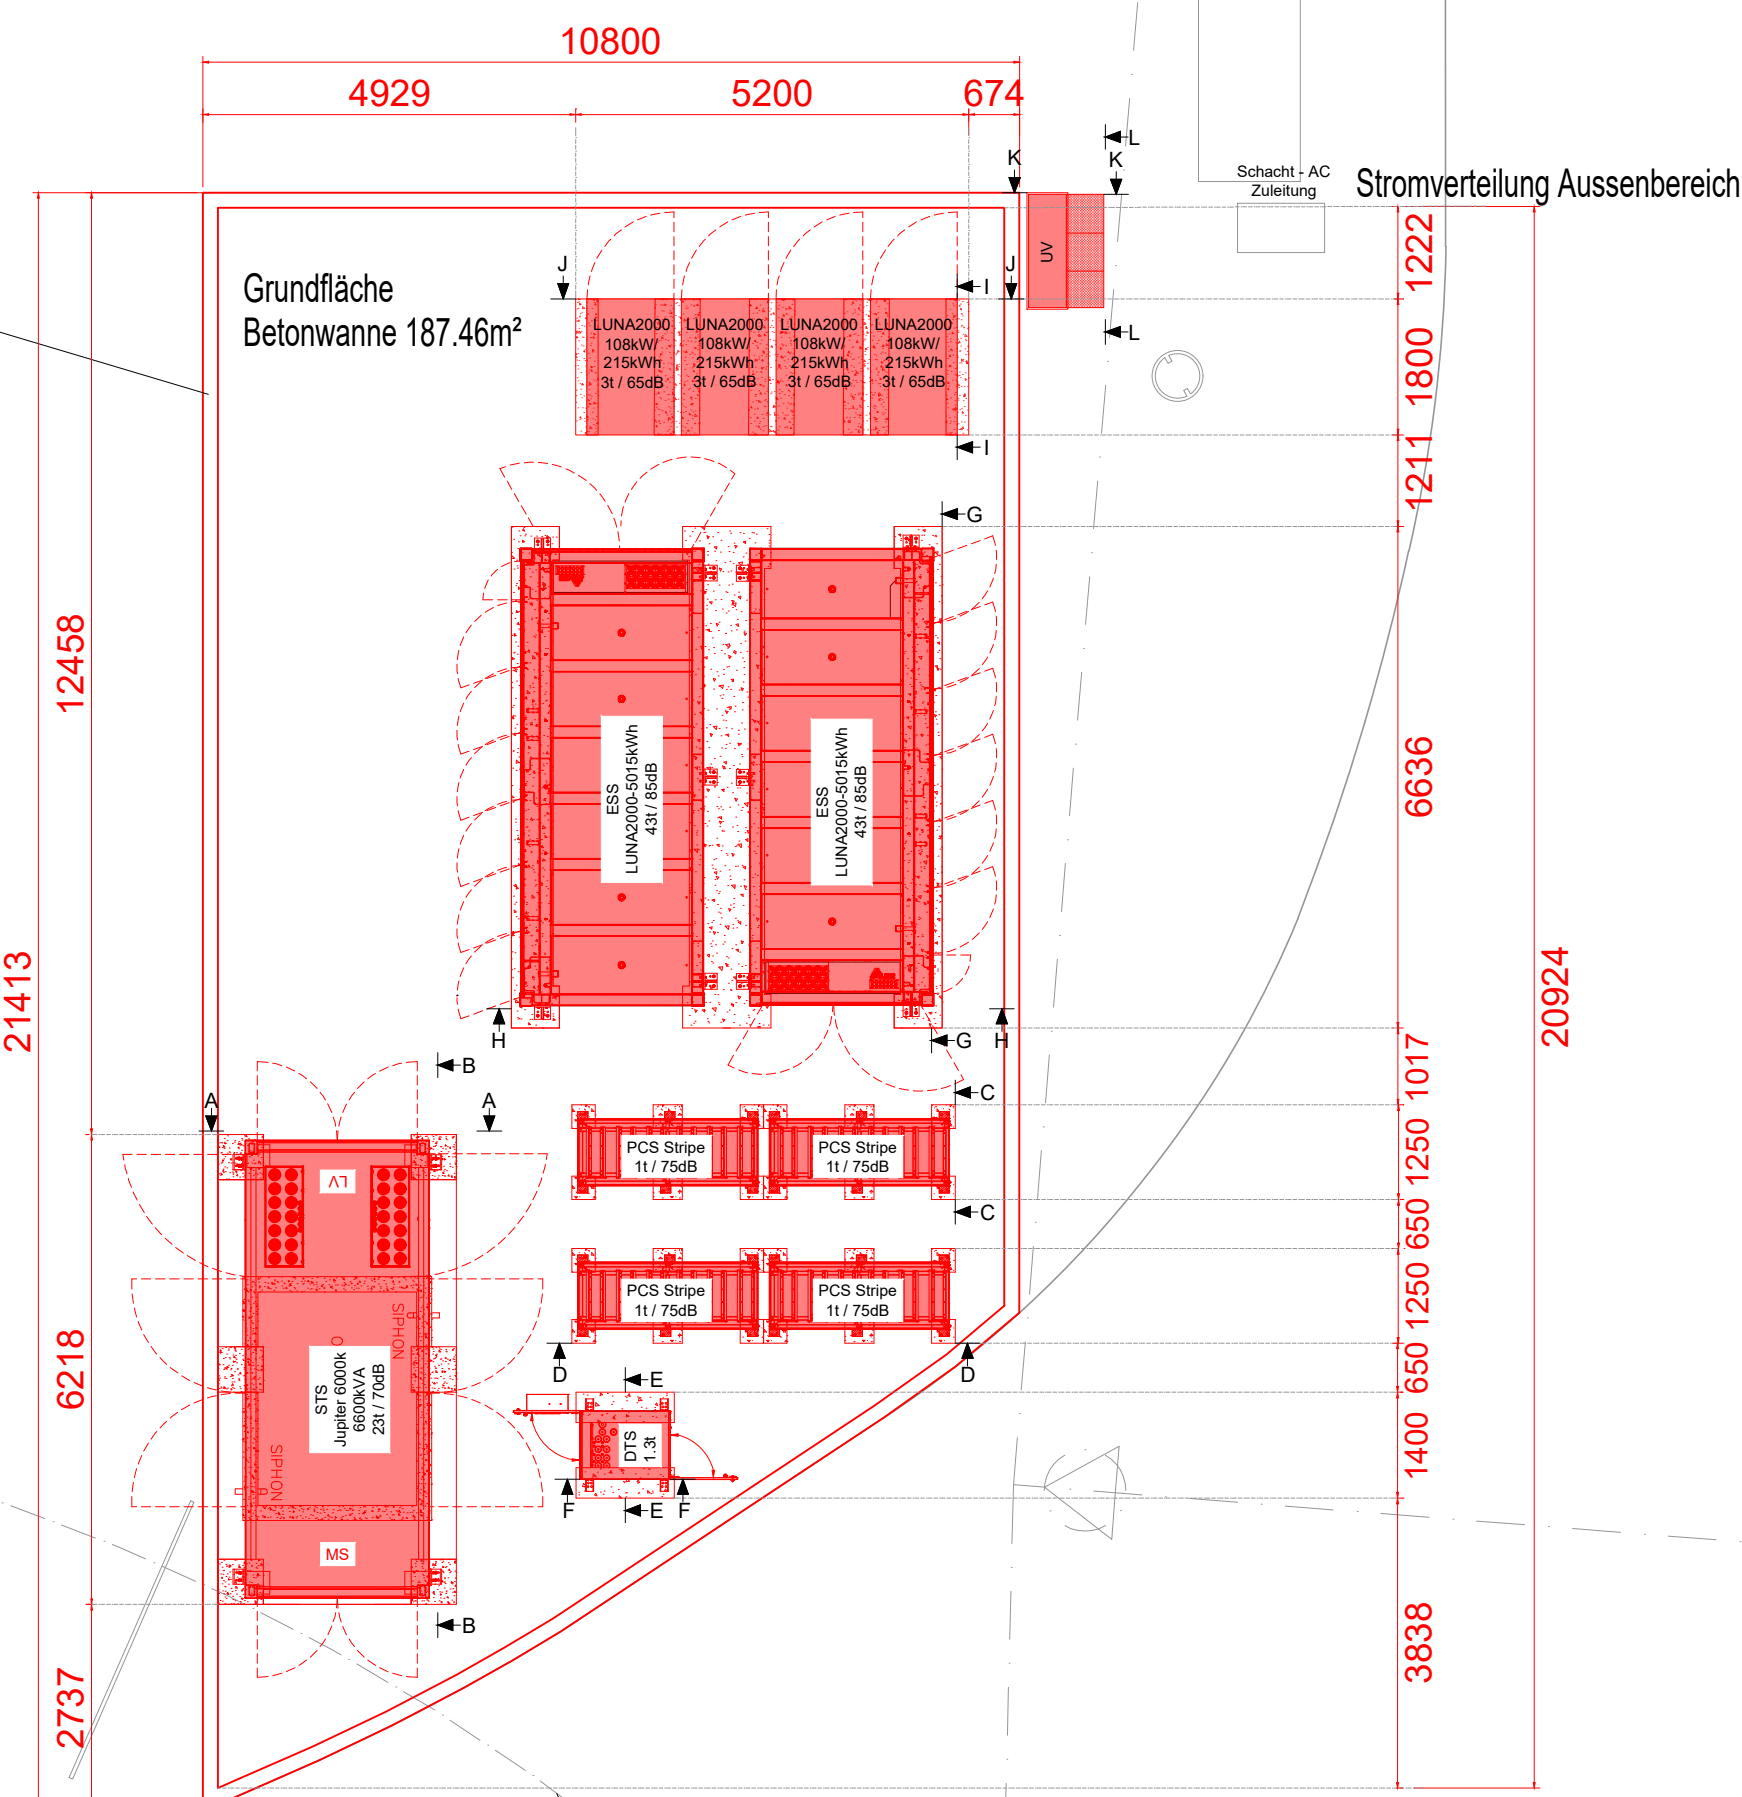 10800
4929
5200
674
L
K
K
Schacht - AC
Zuleitung
Stromverteilung Aussenbereich
1222
UV
J
J
I
L
Grundfläche
Betonwanne 187.46m²
LUNA2000
108kW/
215kWh
3t / 65dB
LUNA2000
108kW/
215kWh
3t / 65dB
LUNA2000
108kW/
215kWh
3t / 65dB
LUNA2000
108kW/
215kWh
3t / 65dB
1800
I
1211
G
12458
ESS
LUNA2000-5015kWh
43t / 85dB
ESS
LUNA2000-5015kWh
43t / 85dB
6636
21413
20924
H
G
H
1017
B
C
A
A
PCS Stripe
1t / 75dB
PCS Stripe
1t / 75dB
1250
LV
C
650
PCS Stripe
1t / 75dB
PCS Stripe
1t / 75dB
1250
SIPHON
STS
Jupiter 6000k
6600kVA
23t / 70dB
6218
D
D
650
E
DTS
1.3t
1400
SIPHON
F
F
E
MS
B
3838
2737